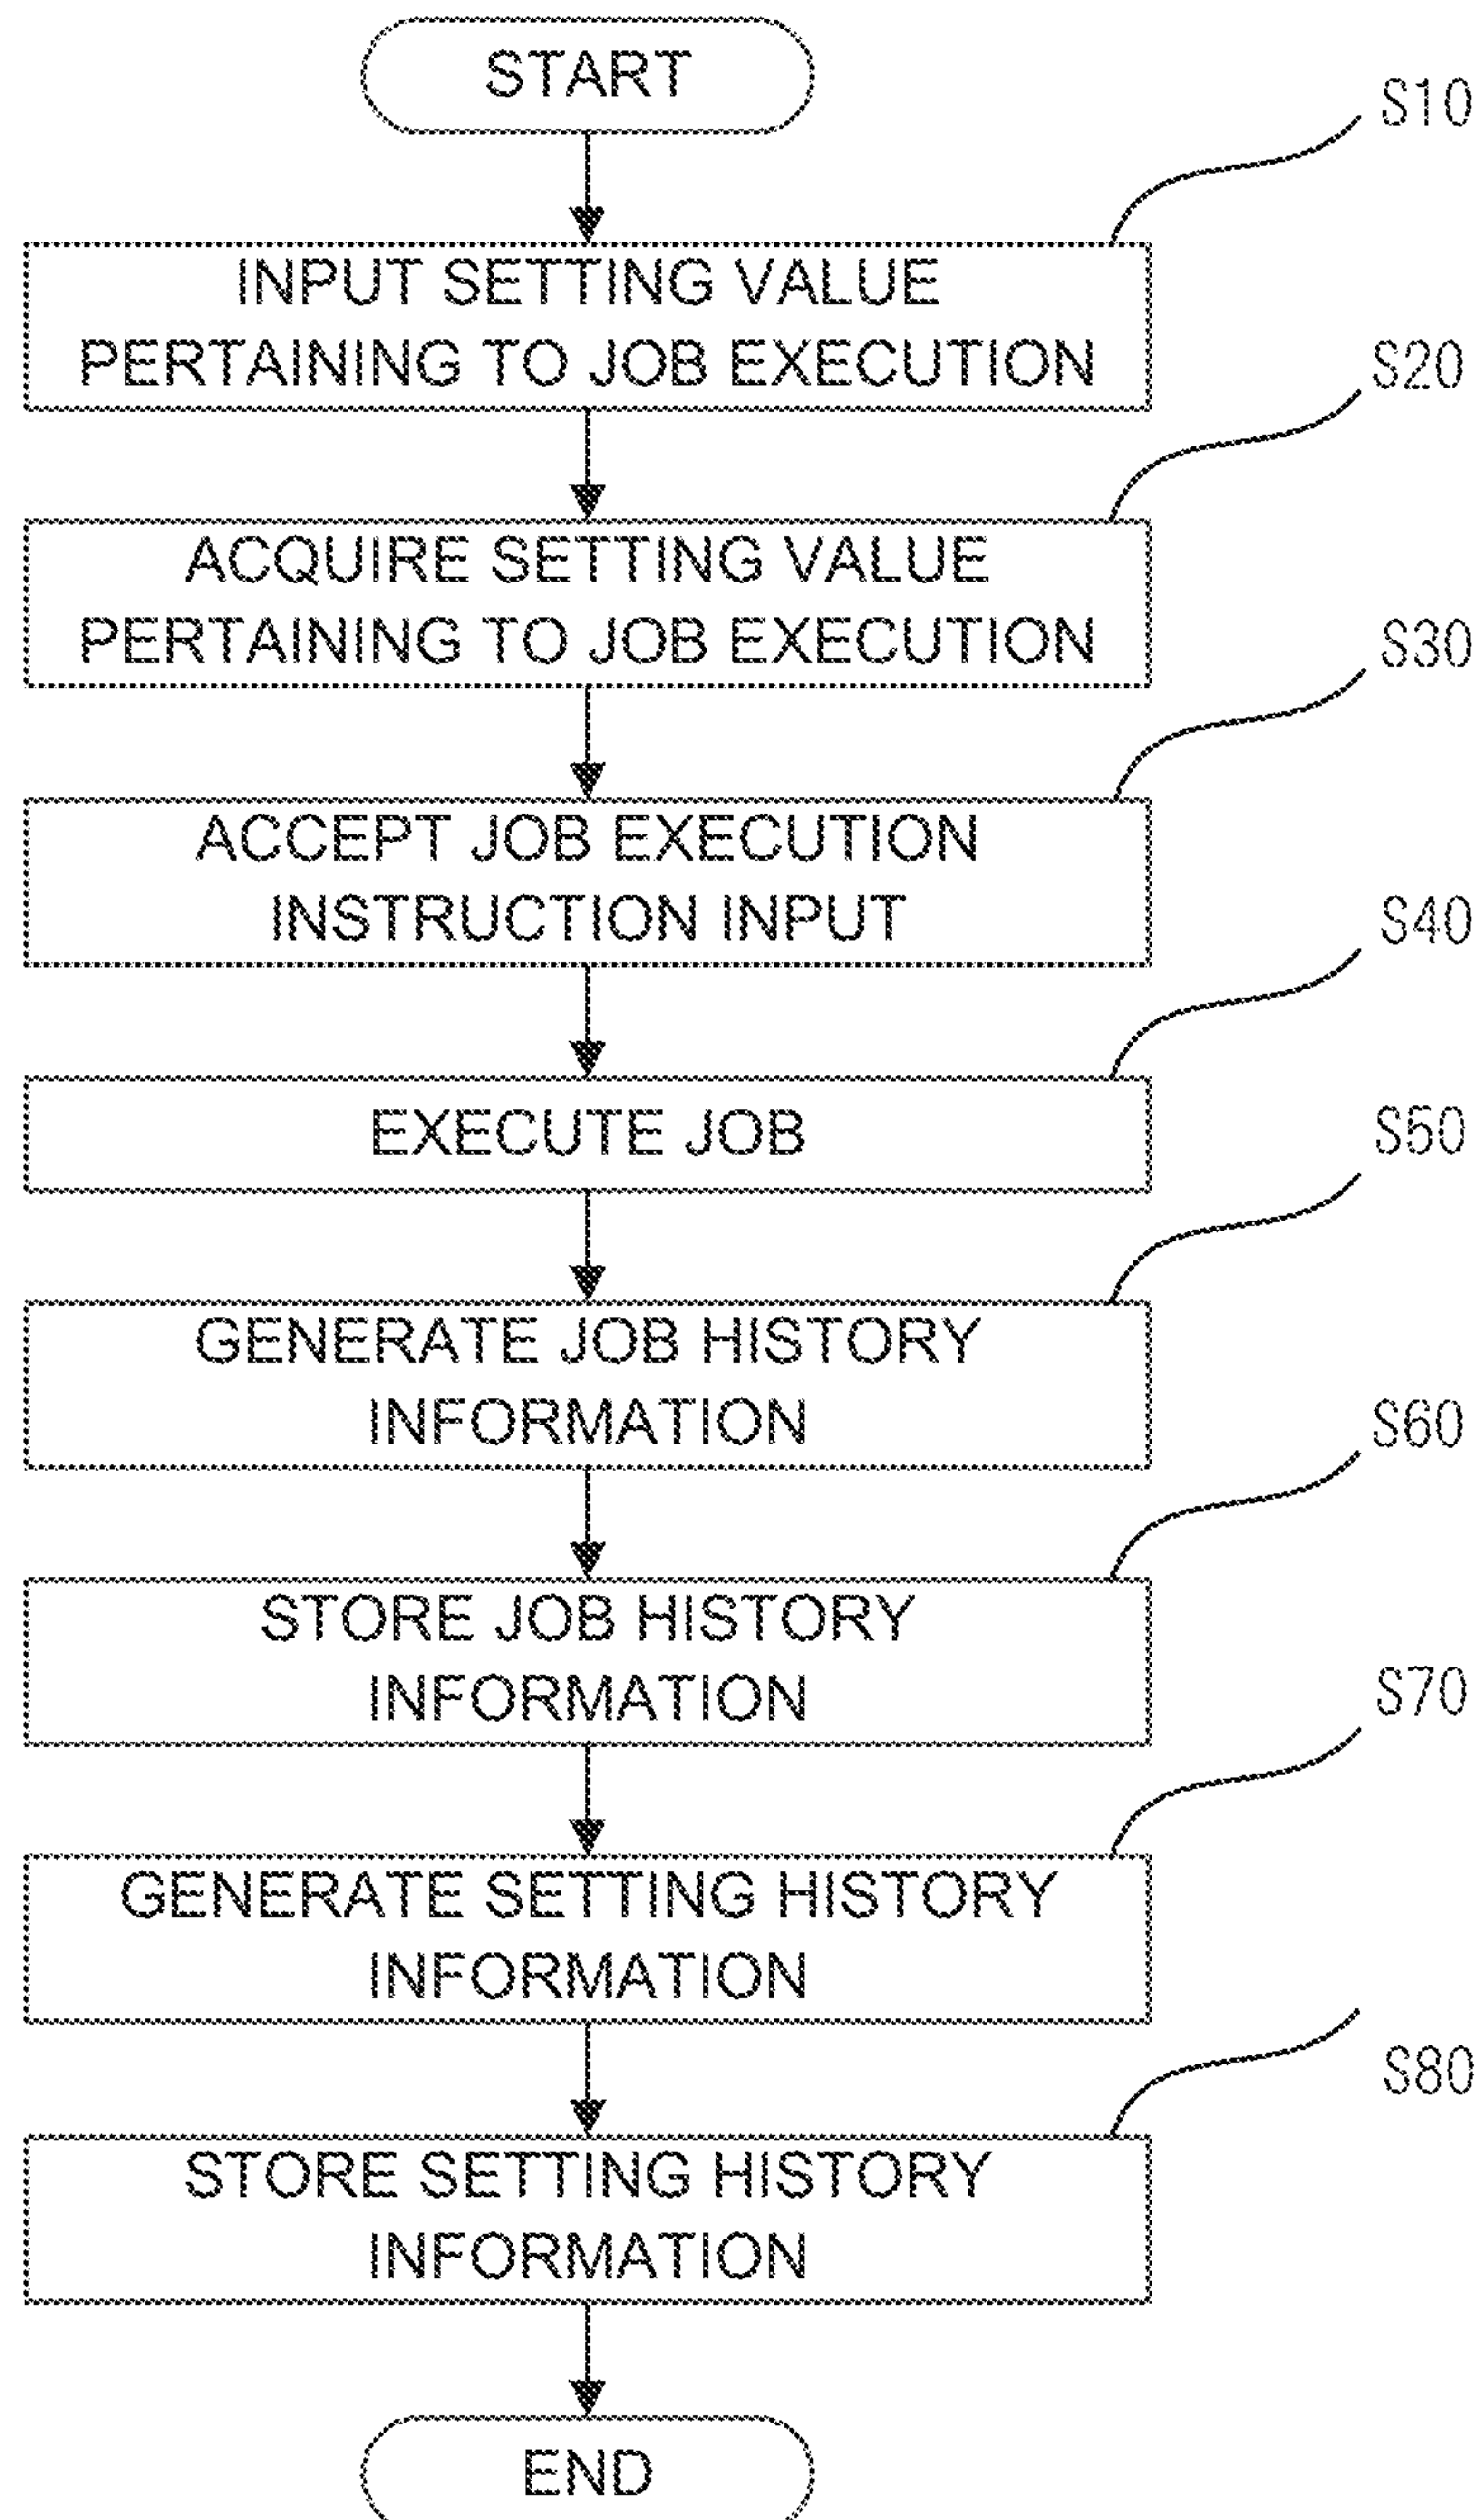 START
S10
INPUT SETTING VALUE
PERTAINING TO JOB EXECUTION
S20
ACQUIRE SETTING VALUE
PERTAINING TO JOB EXECUTION
S30
ACCEPT JOB EXECUTION
INSTRUCTION INPUT
S40
EXECUTE JOB
S50
GENERATE JOB HISTORY
INFORMATION
S60
STORE JOB HISTORY
INFORMATION
S70
GENERATE SETTING HISTORY
INFORMATION
S80
STORE SETTING HISTORY
INFORMATION
END